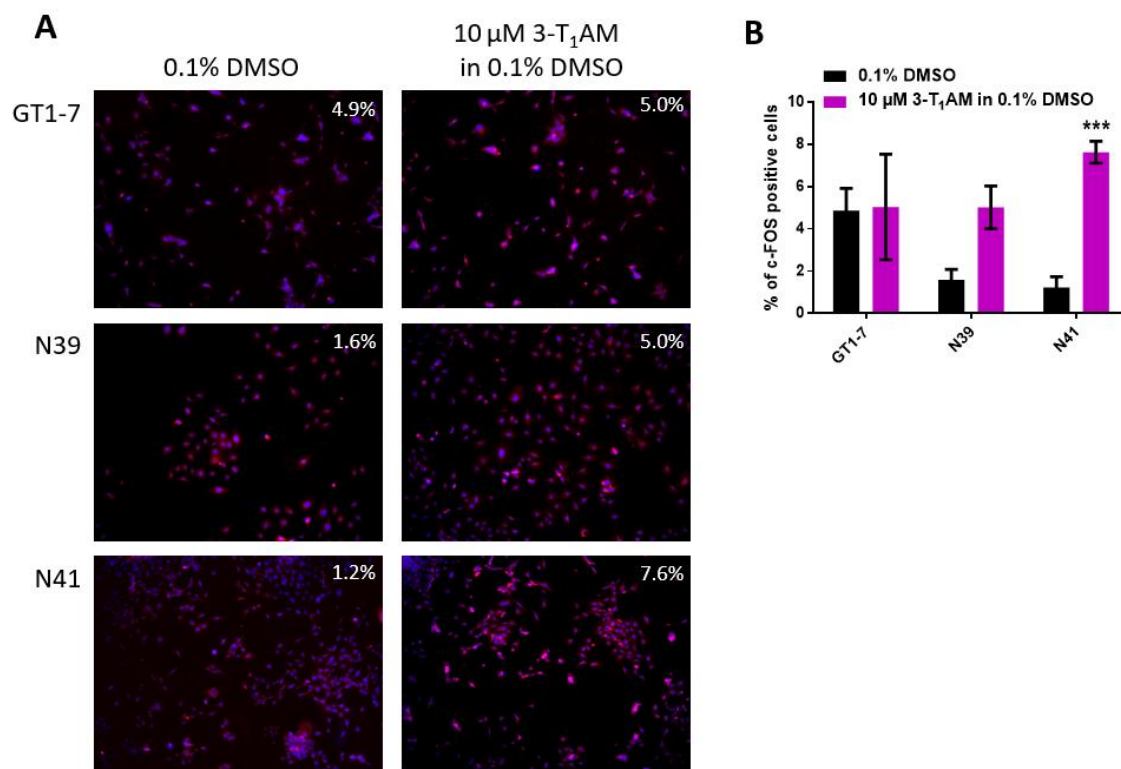 A
0.1% DMSO
10 µM 3-T₁AM
in 0.1% DMSO
GT1-7
4.9%
5.0%
N39
1.6%
5.0%
N41
1.2%
7.6%
B
0.1% DMSO
10 µM 3-T₁AM in 0.1% DMSO
% of c-FOS positive cells
10
8
6
4
2
0
***
GT1-7
N39
N41